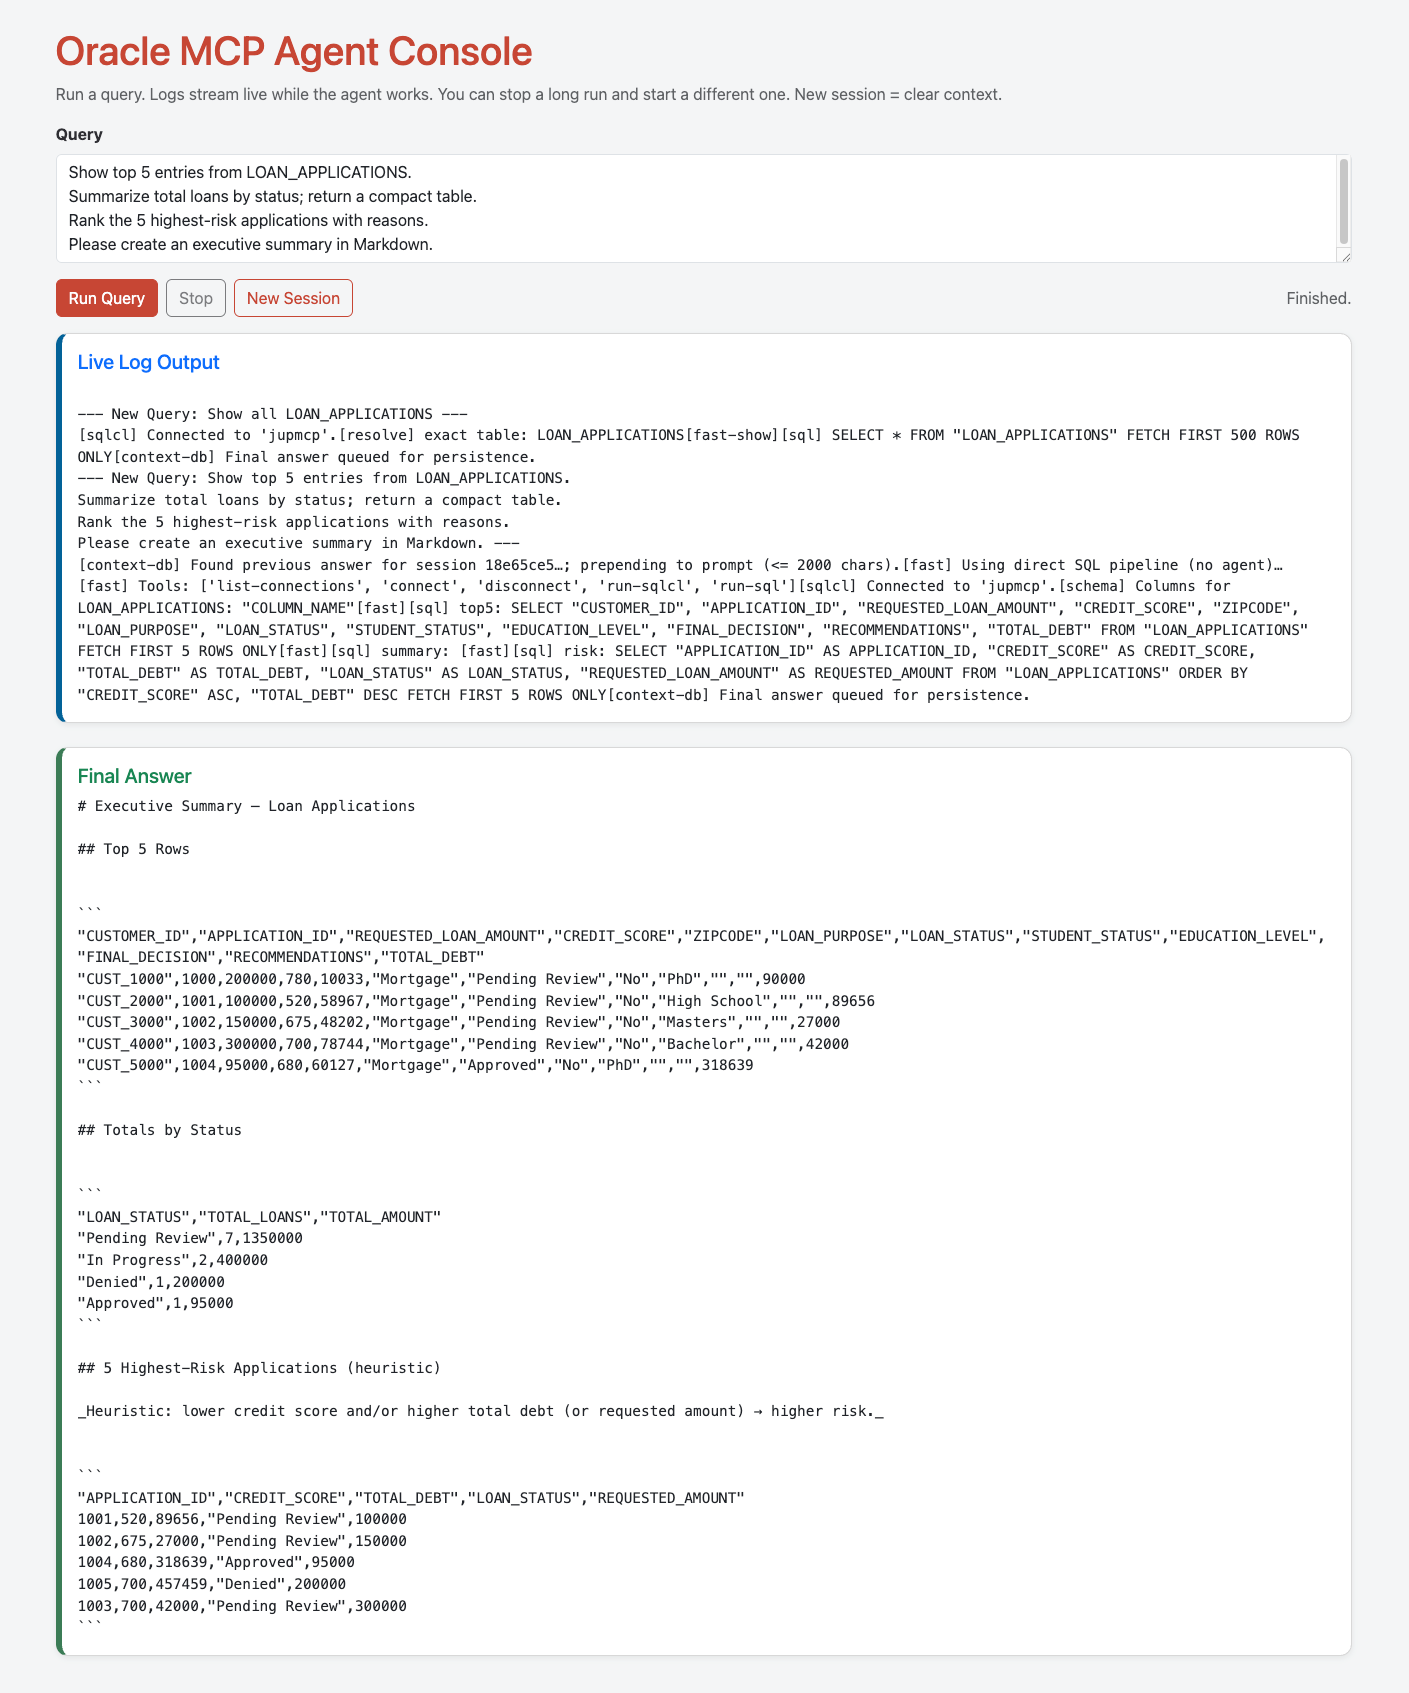 Oracle MCP Agent Console
Run a query. Logs stream live while the agent works. You can stop a long run and start a different one. New session = clear context.
Query
Show top 5 entries from LOAN_APPLICATIONS.
Summarize total loans by status; return a compact table.
Rank the 5 highest-risk applications with reasons.
Please create an executive summary in Markdown.
Run Query Stop New Session Finished.
Live Log Output
--- New Query: Show all LOAN_APPLICATIONS ---
[sqlcl] Connected to 'jupmcp'.[resolve] exact table: LOAN_APPLICATIONS[fast-show][sql] SELECT * FROM "LOAN_APPLICATIONS" FETCH FIRST 500 ROWS
ONLY[context-db] Final answer queued for persistence.
--- New Query: Show top 5 entries from LOAN_APPLICATIONS.
Summarize total loans by status; return a compact table.
Rank the 5 highest-risk applications with reasons.
Please create an executive summary in Markdown. ---
[context-db] Found previous answer for session 18e65ce5…; prepending to prompt (<= 2000 chars).[fast] Using direct SQL pipeline (no agent)…
[fast] Tools: ['list-connections', 'connect', 'disconnect', 'run-sqlcl', 'run-sql'][sqlcl] Connected to 'jupmcp'.[schema] Columns for
LOAN_APPLICATIONS: "COLUMN_NAME"[fast][sql] top5: SELECT "CUSTOMER_ID", "APPLICATION_ID", "REQUESTED_LOAN_AMOUNT", "CREDIT_SCORE", "ZIPCODE",
"LOAN_PURPOSE", "LOAN_STATUS", "STUDENT_STATUS", "EDUCATION_LEVEL", "FINAL_DECISION", "RECOMMENDATIONS", "TOTAL_DEBT" FROM "LOAN_APPLICATIONS"
FETCH FIRST 5 ROWS ONLY[fast][sql] summary: [fast][sql] risk: SELECT "APPLICATION_ID" AS APPLICATION_ID, "CREDIT_SCORE" AS CREDIT_SCORE,
"TOTAL_DEBT" AS TOTAL_DEBT, "LOAN_STATUS" AS LOAN_STATUS, "REQUESTED_LOAN_AMOUNT" AS REQUESTED_AMOUNT FROM "LOAN_APPLICATIONS" ORDER BY
"CREDIT_SCORE" ASC, "TOTAL_DEBT" DESC FETCH FIRST 5 ROWS ONLY[context-db] Final answer queued for persistence.
Final Answer
# Executive Summary — Loan Applications
## Top 5 Rows
```
"CUSTOMER_ID","APPLICATION_ID","REQUESTED_LOAN_AMOUNT","CREDIT_SCORE","ZIPCODE","LOAN_PURPOSE","LOAN_STATUS","STUDENT_STATUS","EDUCATION_LEVEL",
"FINAL_DECISION","RECOMMENDATIONS","TOTAL_DEBT"
"CUST_1000",1000,200000,780,10033,"Mortgage","Pending Review","No","PhD","","",90000
"CUST_2000",1001,100000,520,58967,"Mortgage","Pending Review","No","High School","","",89656
"CUST_3000",1002,150000,675,48202,"Mortgage","Pending Review","No","Masters","","",27000
"CUST_4000",1003,300000,700,78744,"Mortgage","Pending Review","No","Bachelor","","",42000
"CUST_5000",1004,95000,680,60127,"Mortgage","Approved","No","PhD","","",318639
```
## Totals by Status
```
"LOAN_STATUS","TOTAL_LOANS","TOTAL_AMOUNT"
"Pending Review",7,1350000
"In Progress",2,400000
"Denied",1,200000
"Approved",1,95000
```
## 5 Highest-Risk Applications (heuristic)
_Heuristic: lower credit score and/or higher total debt (or requested amount) → higher risk._
```
"APPLICATION_ID","CREDIT_SCORE","TOTAL_DEBT","LOAN_STATUS","REQUESTED_AMOUNT"
1001,520,89656,"Pending Review",100000
1002,675,27000,"Pending Review",150000
1004,680,318639,"Approved",95000
1005,700,457459,"Denied",200000
1003,700,42000,"Pending Review",300000
```